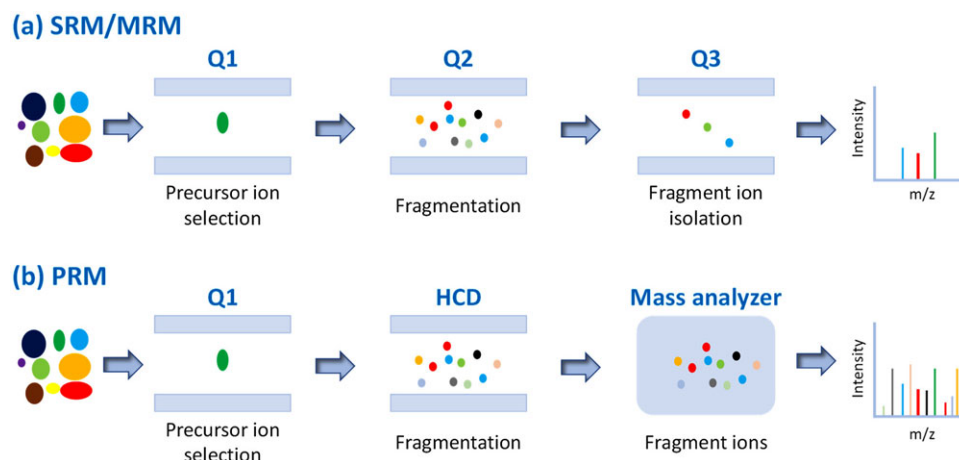 (a) SRM/MRM
Q1
Q2
Q3
Precursor ion
selection
Fragmentation
Fragment ion
isolation
Intensity
m/z
(b) PRM
Q1
HCD
Mass analyzer
Precursor ion
selection
Fragmentation
Fragment ions
Intensity
m/z